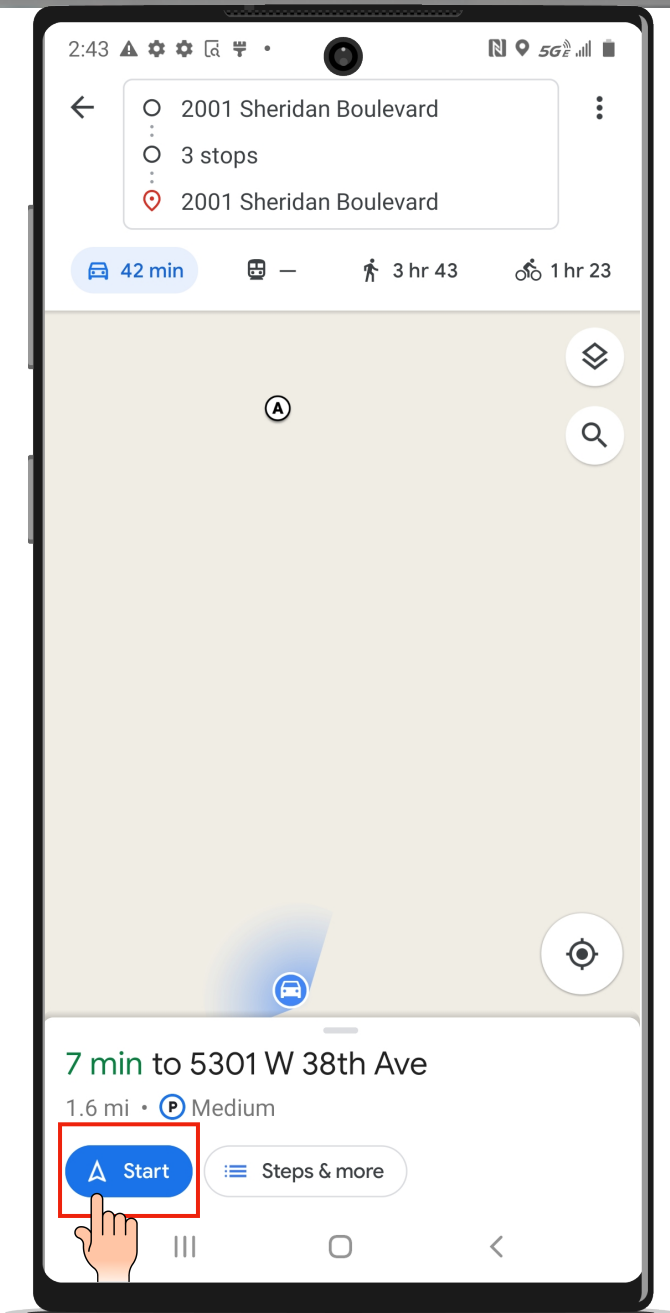 2:43 5GE
2001 Sheridan Boulevard
3 stops
2001 Sheridan Boulevard
42 min — 3 hr 43 1 hr 23
A
7 min to 5301 W 38th Ave
1.6 mi • P Medium
Start Steps & more